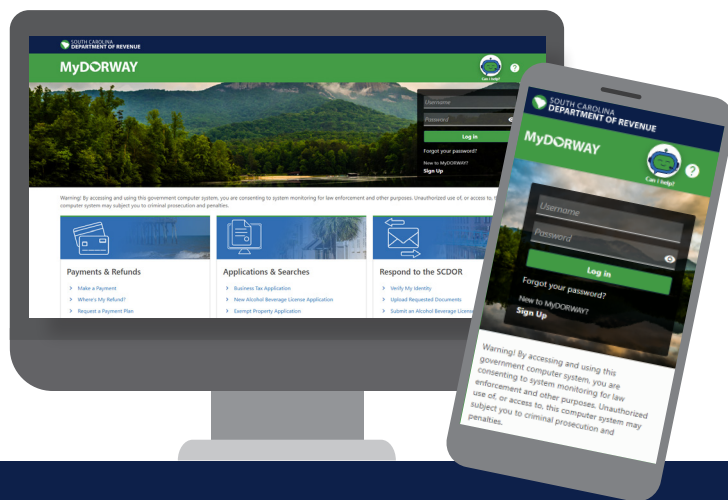 SOUTH CAROLINA
DEPARTMENT OF REVENUE
MyDORWAY
Can I help?
?
Username
Password
Log in
Forgot your password?
New to MyDORWAY?
Sign Up
Warning! By accessing and using this government computer system, you are consenting to system monitoring for law enforcement and other purposes. Unauthorized use of, or access to,
computer system may subject you to criminal prosecution and penalties.
Payments & Refunds
> Make a Payment
> Where's My Refund?
> Request a Payment Plan
Applications & Searches
> Business Tax Application
> New Alcohol Beverage License Application
> Exempt Property Application
Respond to the SCDOR
> Verify My Identity
> Upload Requested Documents
> Submit an Alcohol Beverage License
SOUTH CAROLINA
DEPARTMENT OF REVENUE
MyDORWAY
Can I help?
?
Username
Password
Log in
Forgot your password?
New to MyDORWAY?
Sign Up
Warning! By accessing and using this
government computer system, you are
consenting to system monitoring for law
enforcement and other purposes. Unauthorized
use of, or access to, this computer system may
subject you to criminal prosecution and
penalties.